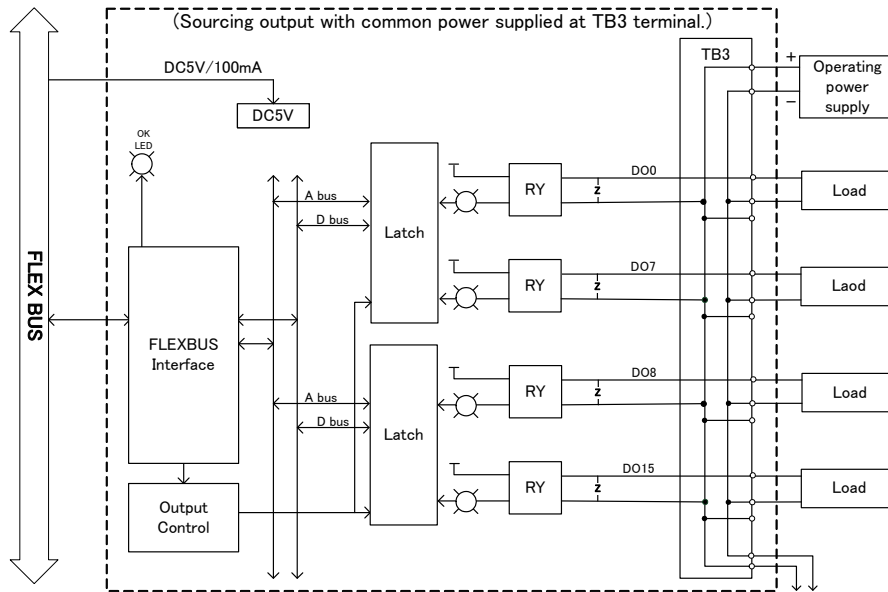 (Sourcing output with common power supplied at TB3 terminal.)
DC5V/100mA
DC5V
TB3
+
−
Operating
power
supply
OK
LED
A bus
D bus
Latch
RY
DO0
Z
Load
RY
DO7
Z
Laod
FLEX BUS
FLEXBUS
Interface
A bus
D bus
Latch
RY
DO8
Z
Load
RY
DO15
Z
Load
Output
Control